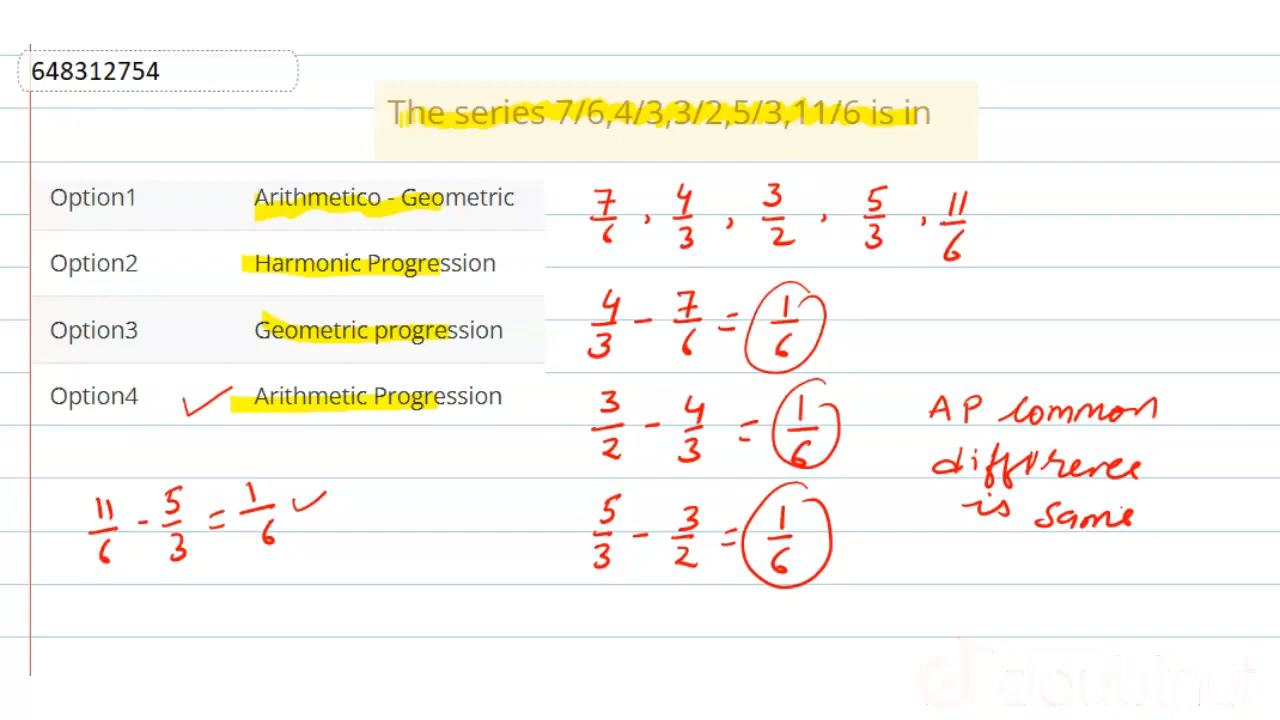 648312754
The series 7/6,4/3,3/2,5/3,11/6 is in
Option1 Arithmetico - Geometric
Option2 Harmonic Progression
Option3 Geometric progression
Option4 ✓ Arithmetic Progression
7/6, 4/3, 3/2, 5/3, 11/6
4/3 - 7/6 = 1/6
3/2 - 4/3 = 1/6
5/3 - 3/2 = 1/6
11/6 - 5/3 = 1/6 ✓
AP common
difference
is same
doubtnut